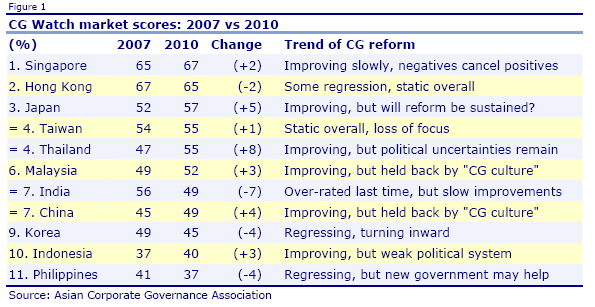 Figure 1
CG Watch market scores: 2007 vs 2010
(%) 2007 2010 Change Trend of CG reform
1. Singapore 65 67 (+2) Improving slowly, negatives cancel positives
2. Hong Kong 67 65 (-2) Some regression, static overall
3. Japan 52 57 (+5) Improving, but will reform be sustained?
= 4. Taiwan 54 55 (+1) Static overall, loss of focus
= 4. Thailand 47 55 (+8) Improving, but political uncertainties remain
6. Malaysia 49 52 (+3) Improving, but held back by "CG culture"
= 7. India 56 49 (-7) Over-rated last time, but slow improvements
= 7. China 45 49 (+4) Improving, but held back by "CG culture"
9. Korea 49 45 (-4) Regressing, turning inward
10. Indonesia 37 40 (+3) Improving, but weak political system
11. Philippines 41 37 (-4) Regressing, but new government may help
Source: Asian Corporate Governance Association